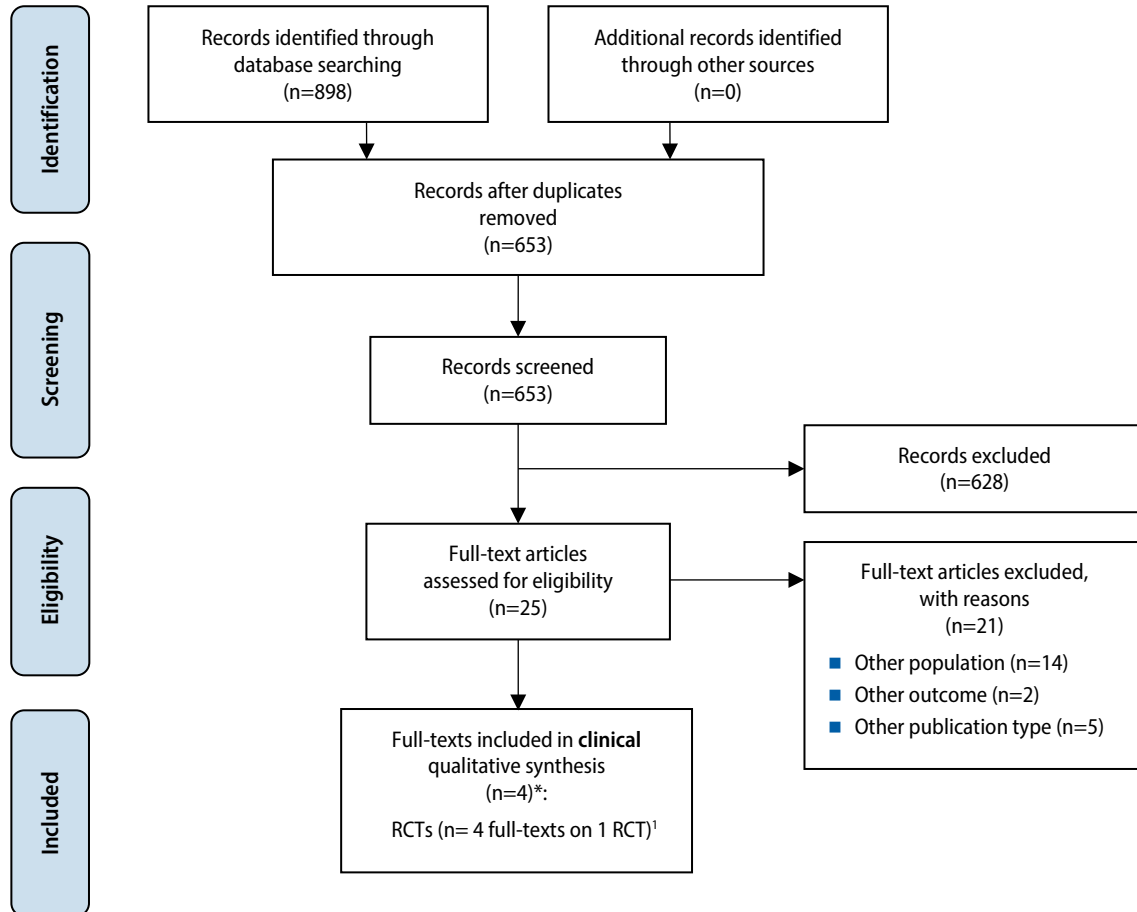 Identification
Records identified through
database searching
(n=898)
Additional records identified
through other sources
(n=0)
Records after duplicates
removed
(n=653)
Screening
Records screened
(n=653)
Records excluded
(n=628)
Eligibility
Full-text articles
assessed for eligibility
(n=25)
Full-text articles excluded,
with reasons
(n=21)
Other population (n=14)
Other outcome (n=2)
Other publication type (n=5)
Included
Full-texts included in clinical
qualitative synthesis
(n=4)*:
RCTs (n= 4 full-texts on 1 RCT)¹